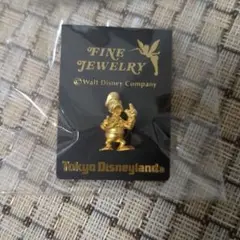 FINE
JEWELRY
© Walt Disney Company
Tokyo Disneyland®